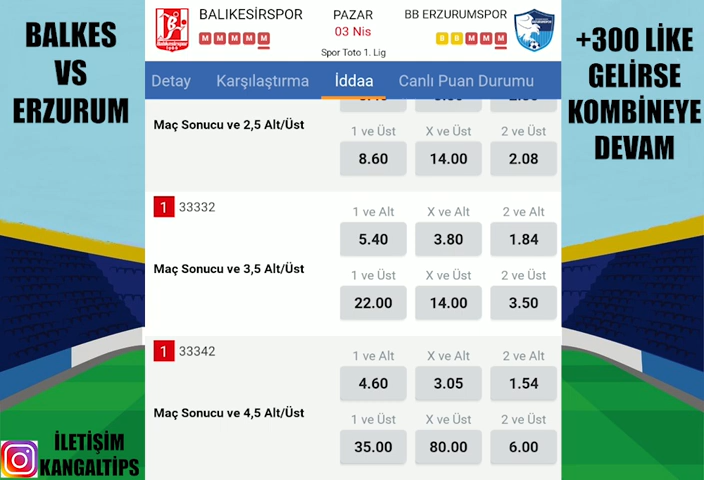 BALKES
VS
ERZURUM
BALIKESİRSPOR
M M M M M
PAZAR
03 Nis
Spor Toto 1. Lig
BB ERZURUMSPOR
B B M M M
+300 LİKE
GELİRSE
KOMBİNEYE
DEVAM
Detay Karşılaştırma İddaa Canlı Puan Durumu
Maç Sonucu ve 2,5 Alt/Üst
1 ve Üst X ve Üst 2 ve Üst
8.60 14.00 2.08
1 33332
1 ve Alt X ve Alt 2 ve Alt
5.40 3.80 1.84
Maç Sonucu ve 3,5 Alt/Üst
1 ve Üst X ve Üst 2 ve Üst
22.00 14.00 3.50
1 33342
1 ve Alt X ve Alt 2 ve Alt
4.60 3.05 1.54
Maç Sonucu ve 4,5 Alt/Üst
1 ve Üst X ve Üst 2 ve Üst
35.00 80.00 6.00
İLETİŞİM
KANGALTİPS